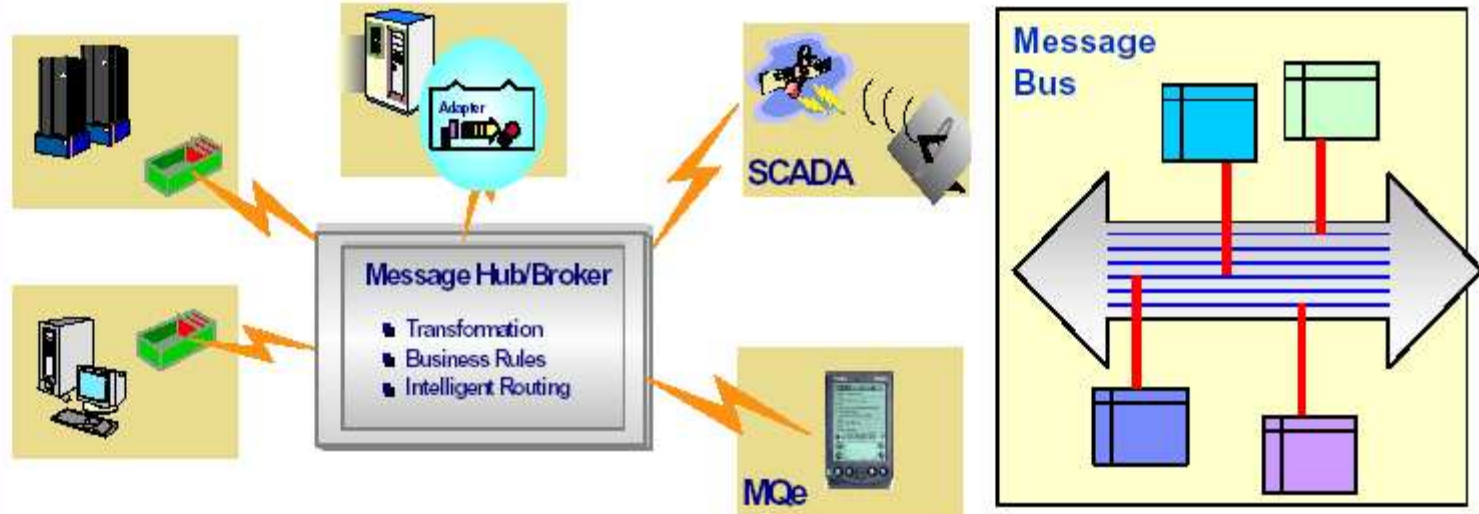 Adapter
SCADA
Message Hub/Broker
Transformation
Business Rules
Intelligent Routing
MQe
Message
Bus